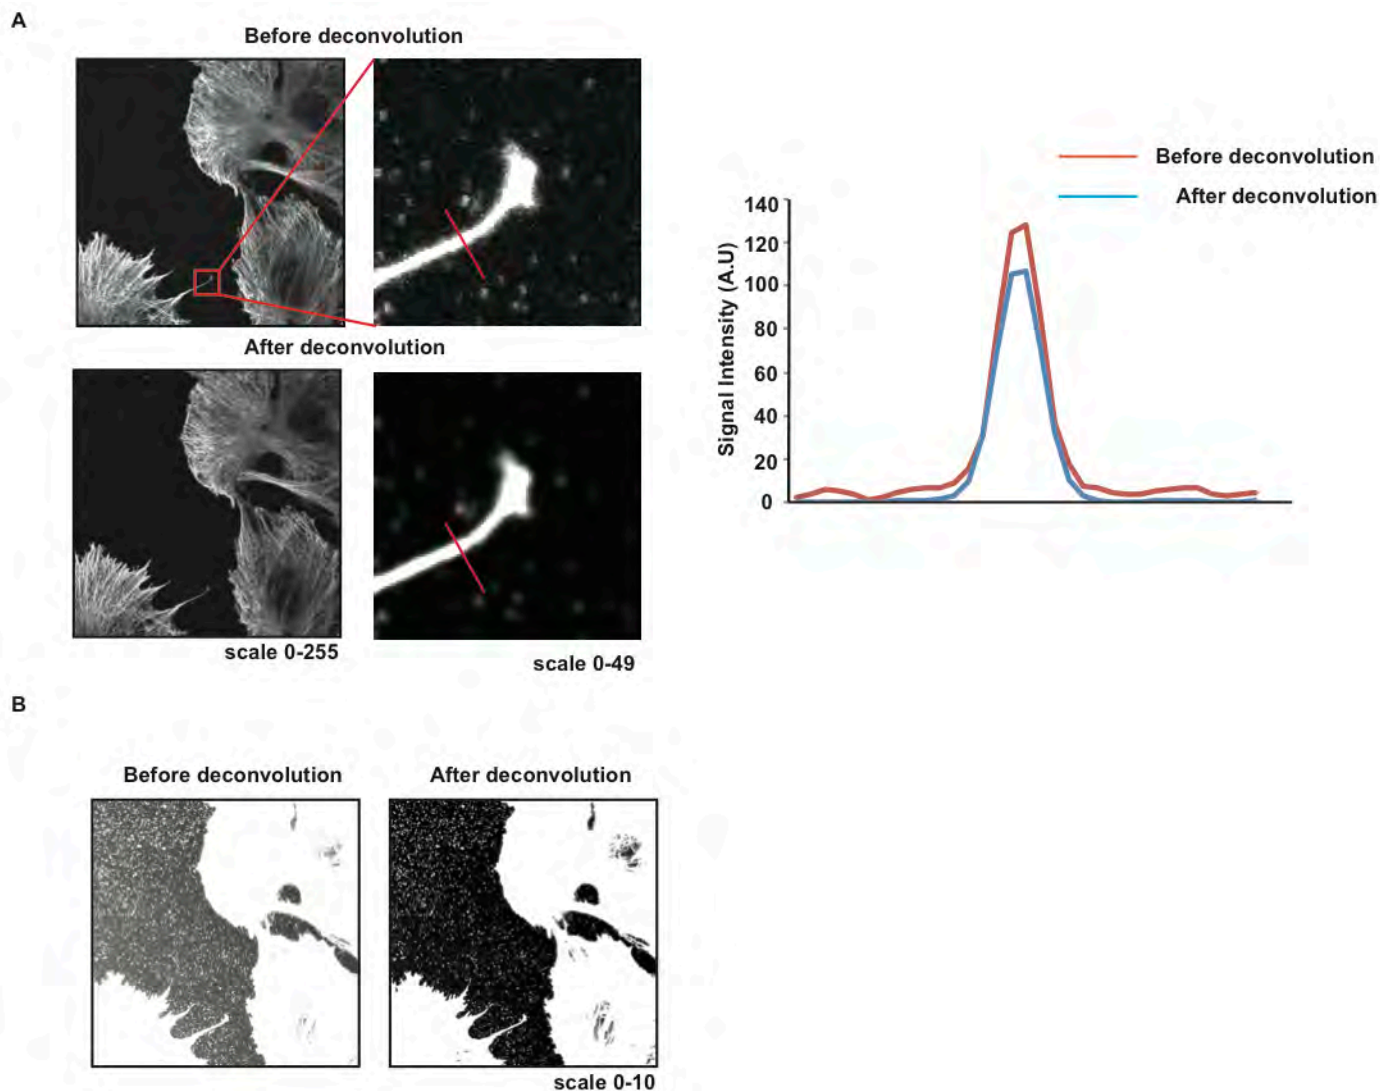 A
Before deconvolution
After deconvolution
scale 0-255
scale 0-49
Before deconvolution
After deconvolution
Signal Intensity (A.U)
140
120
100
80
60
40
20
0
B
Before deconvolution
After deconvolution
scale 0-10